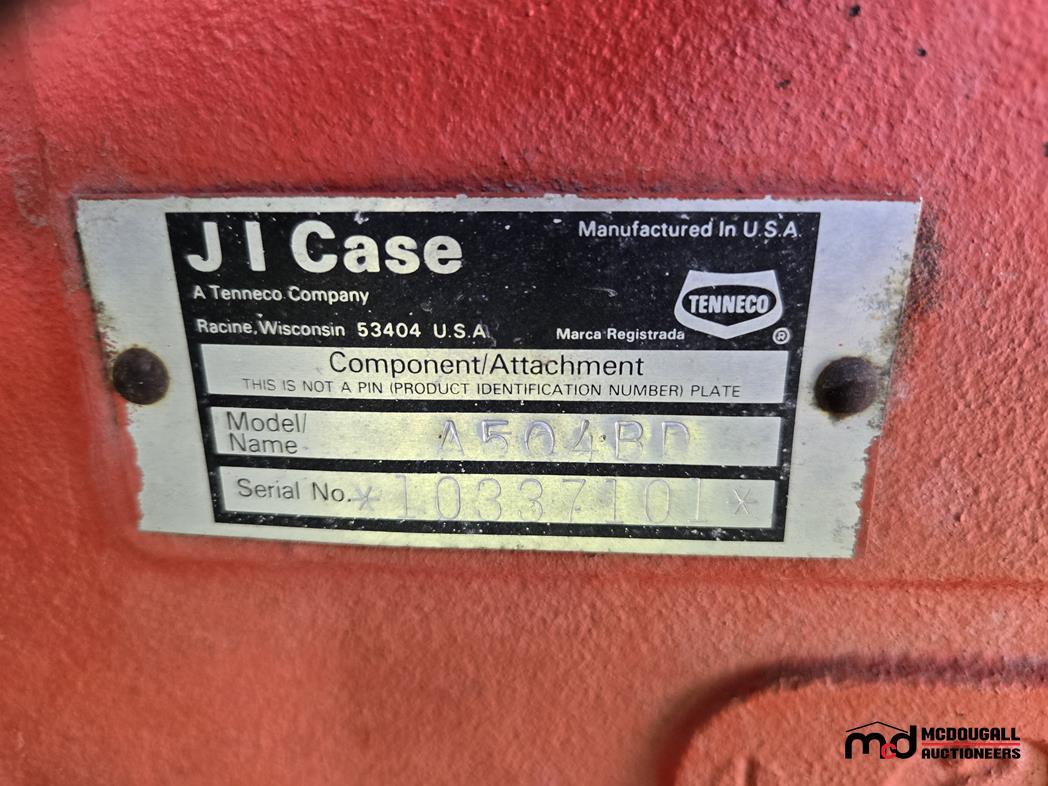 J I Case
Manufactured In U.S.A.
A Tenneco Company
TENNECO
Racine, Wisconsin 53404 U.S.A.
Marca Registrada ®
Component/Attachment
THIS IS NOT A PIN (PRODUCT IDENTIFICATION NUMBER) PLATE
Model/
Name A504BD
Serial No. *10337101*
mcd MCDOUGALL
AUCTIONEERS